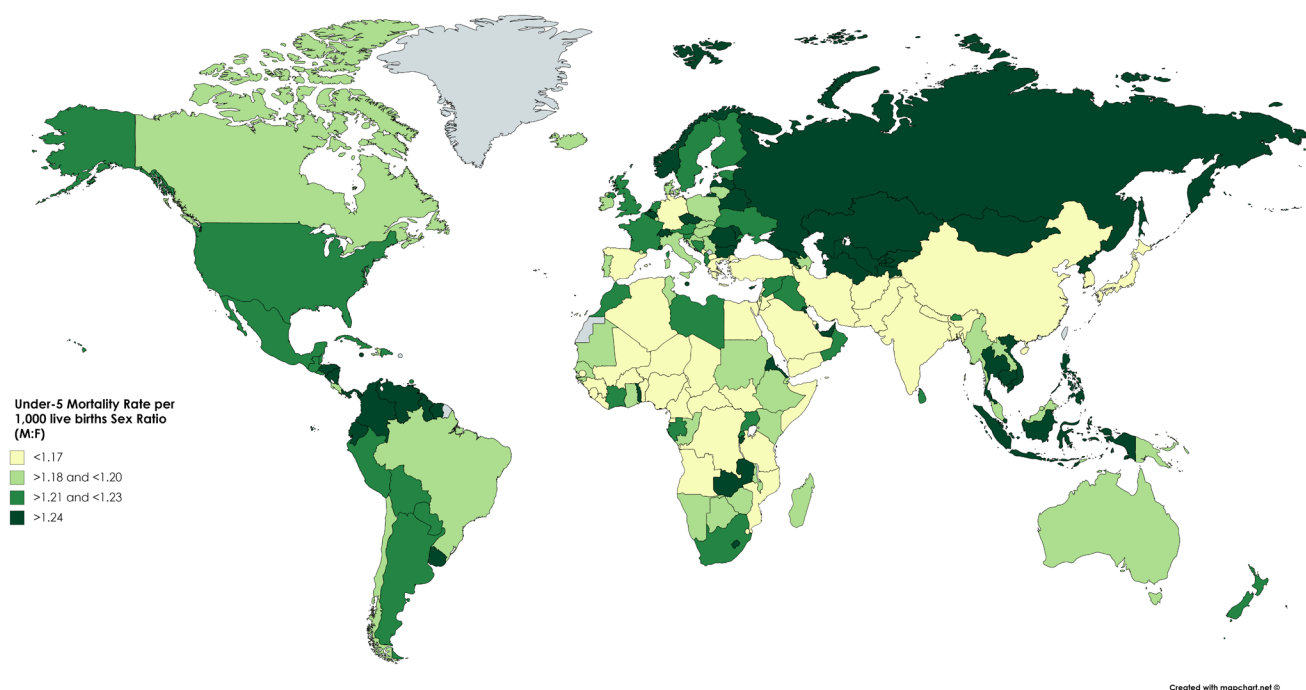 Under-5 Mortality Rate per
1,000 live births Sex Ratio
(M:F)
<1.17
>1.18 and <1.20
>1.21 and <1.23
>1.24
Created with mapchart.net ©